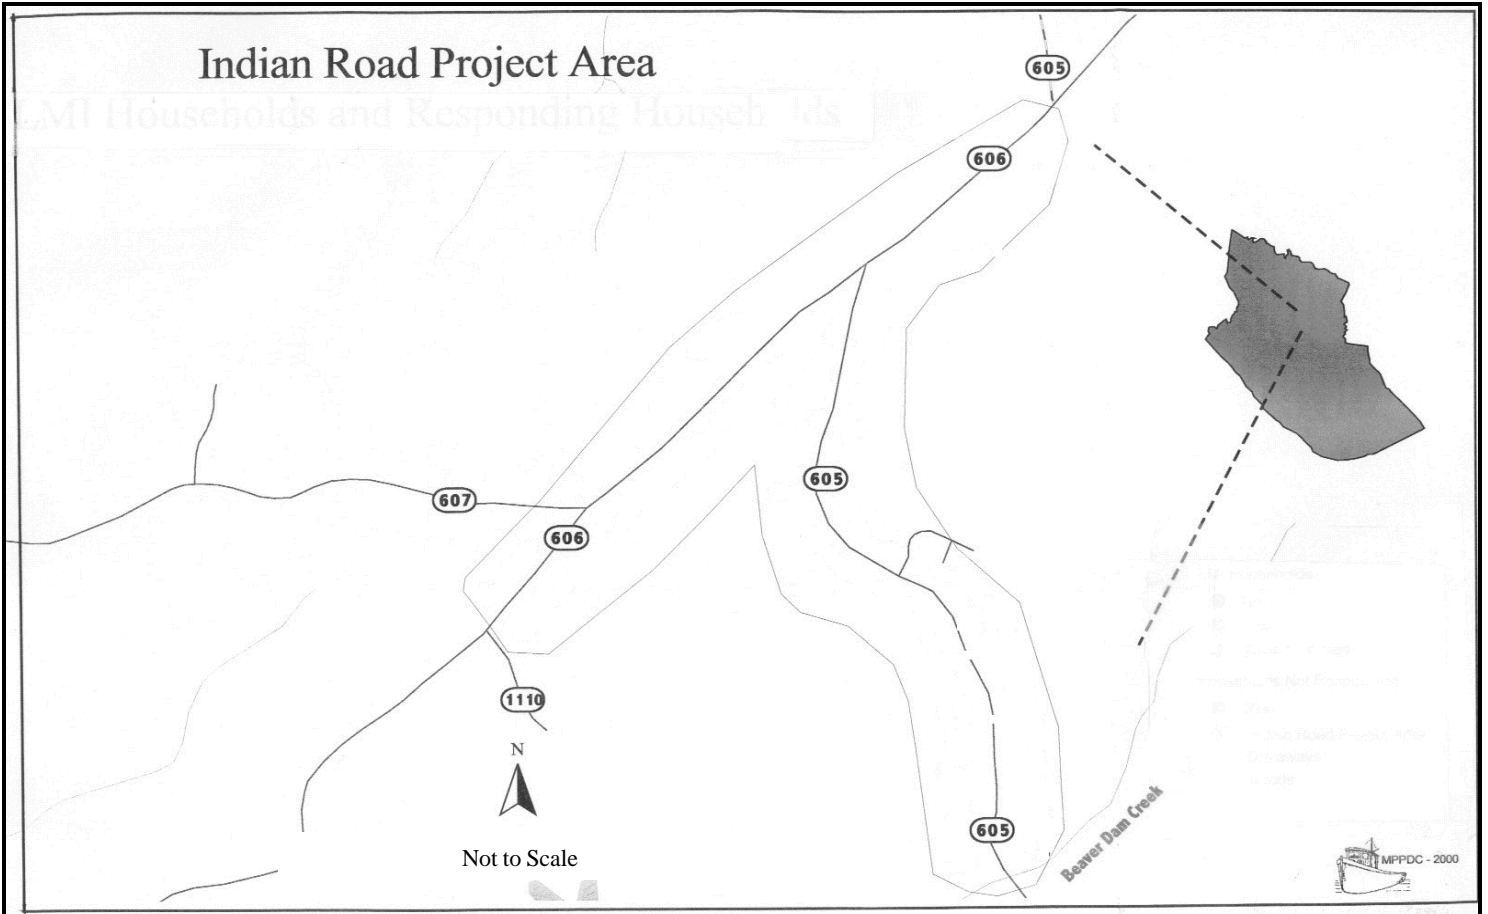 Indian Road Project Area
LMI Households and Responding Households
605
606
605
607
606
1110
N
Not to Scale
605
Beaver Dam Creek
MPPDC - 2000